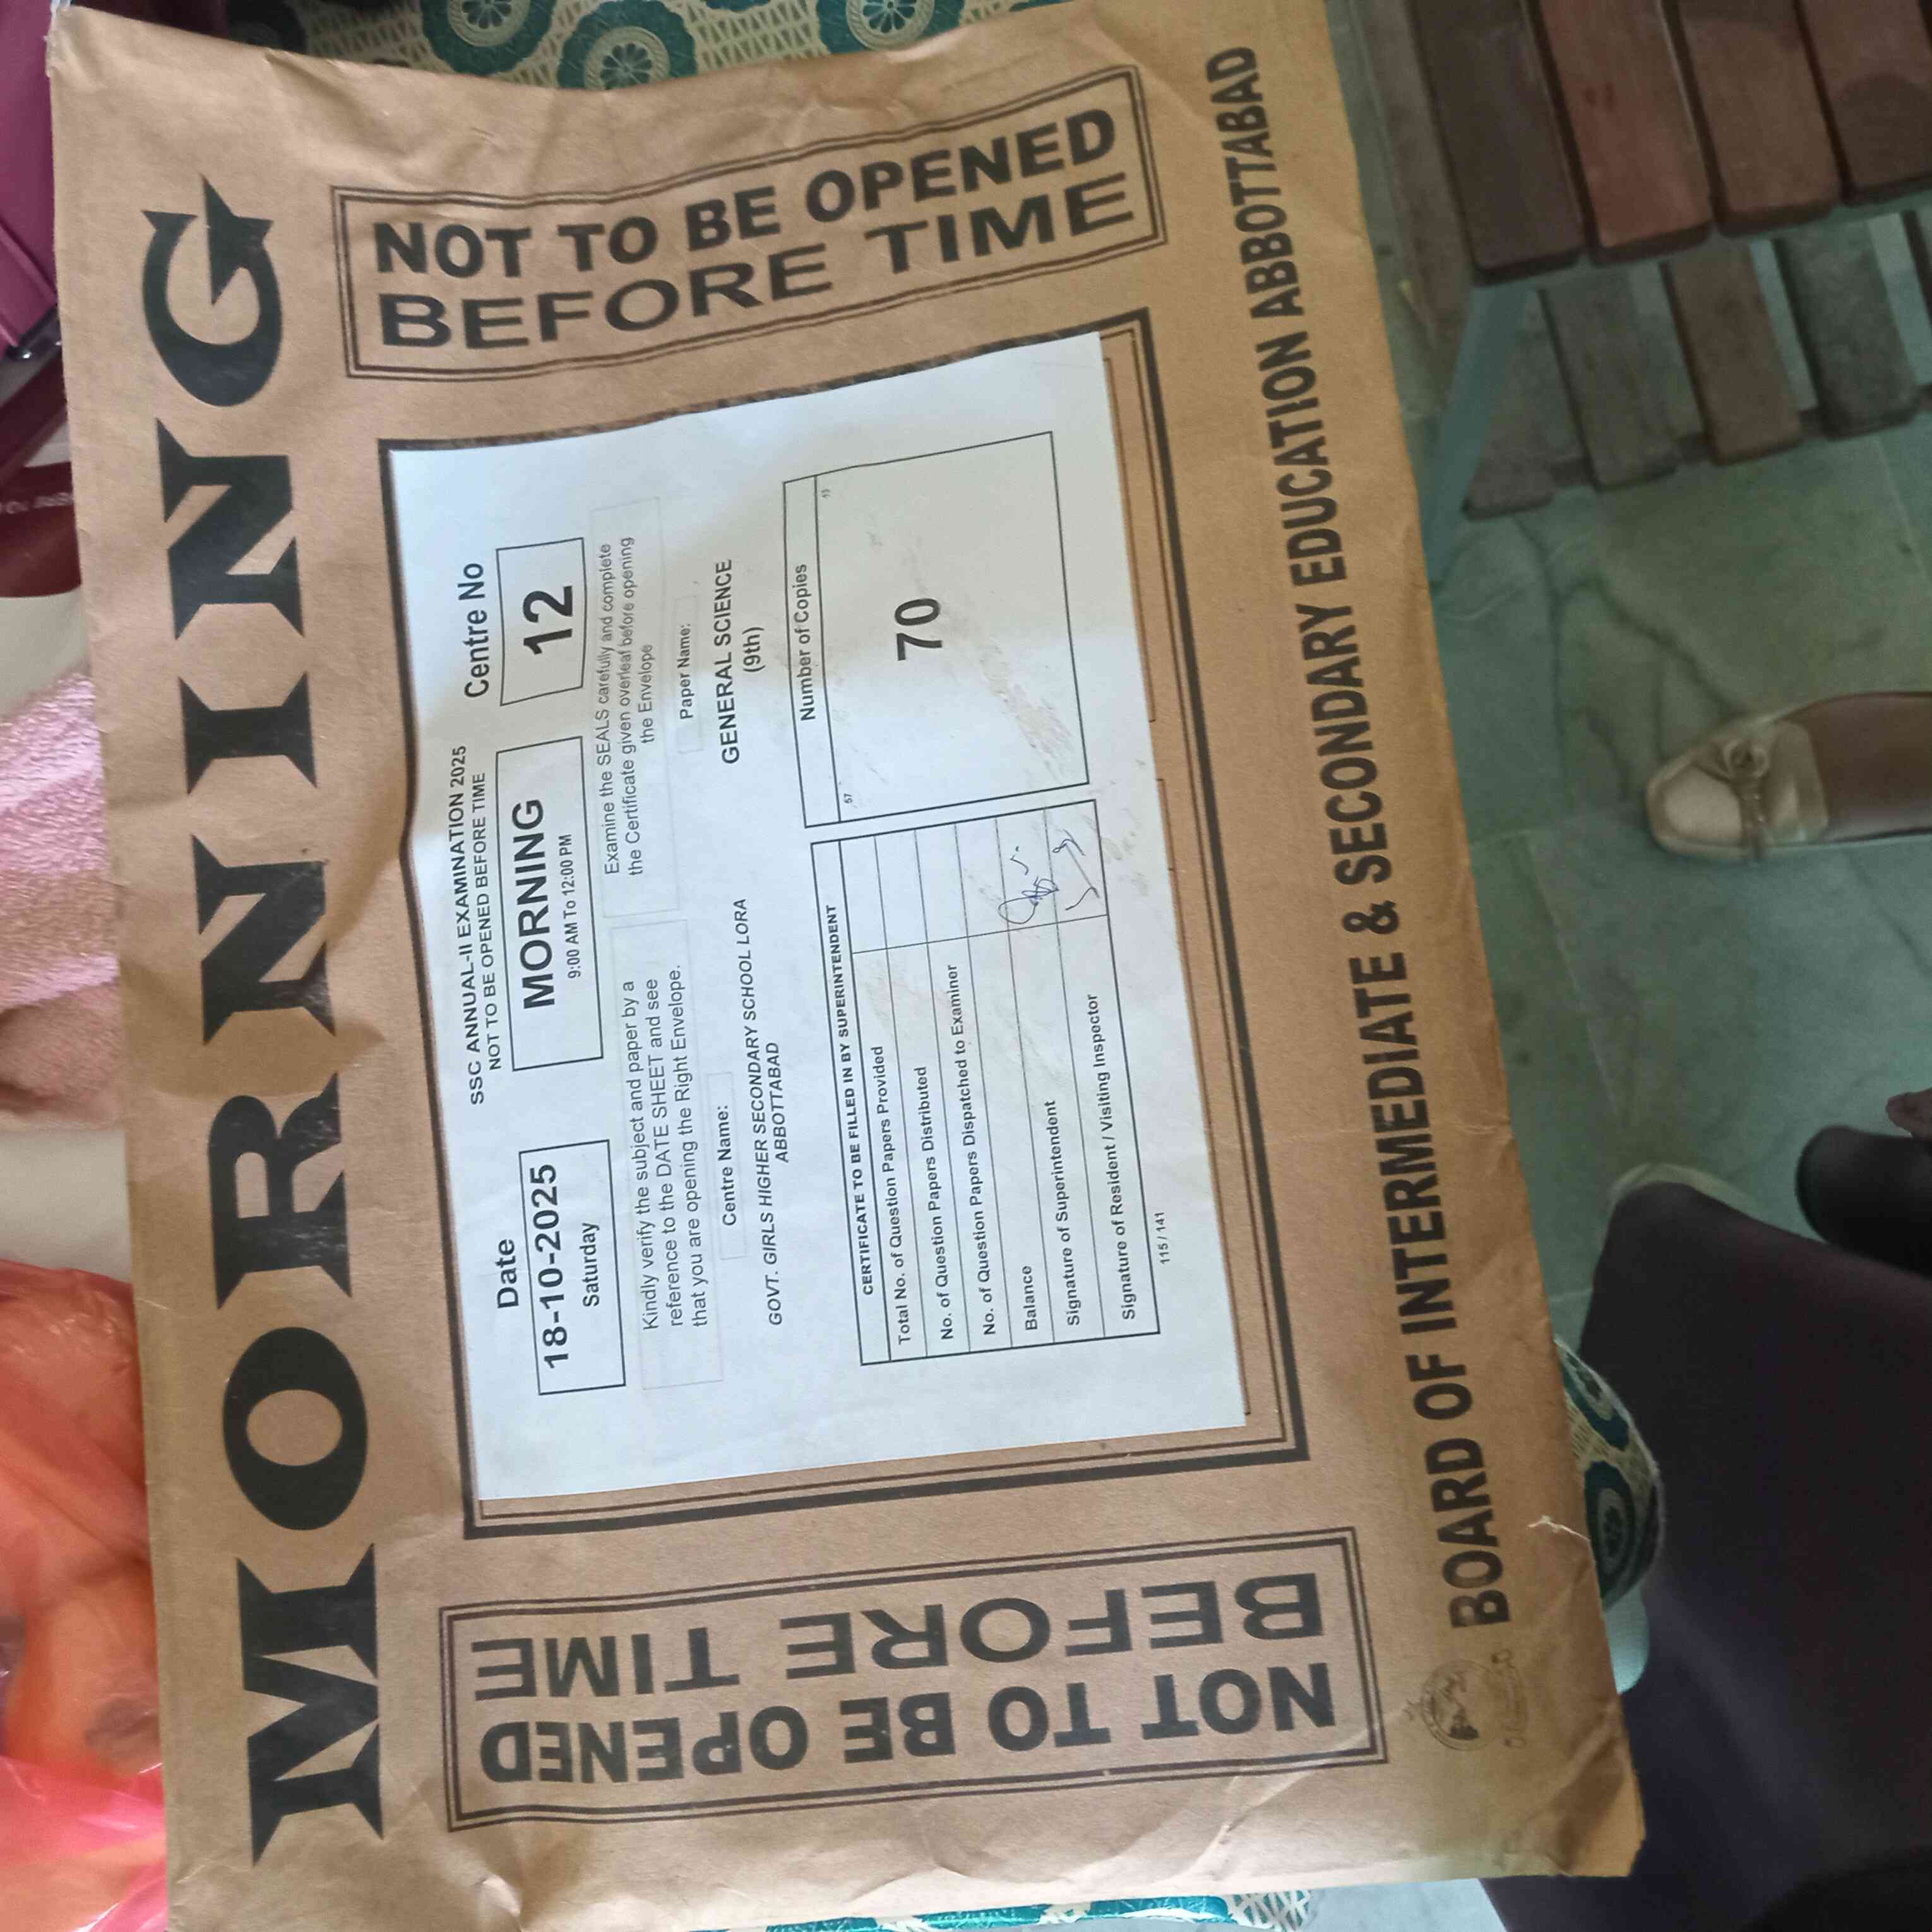 MORNING
NOT TO BE OPENED
BEFORE TIME
SSC ANNUAL-II EXAMINATION 2025
NOT TO BE OPENED BEFORE TIME
Date
18-10-2025
Saturday
MORNING
9:00 AM To 12:00 PM
Centre No
12
Kindly verify the subject and paper by a
reference to the DATE SHEET and see
that you are opening the Right Envelope.
Examine the SEALS carefully and complete
the Certificate given overleaf before opening
the Envelope
Centre Name:
GOVT. GIRLS HIGHER SECONDARY SCHOOL LORA
ABBOTTABAD
Paper Name:
GENERAL SCIENCE
(9th)
CERTIFICATE TO BE FILLED IN BY SUPERINTENDENT
Total No. of Question Papers Provided
No. of Question Papers Distributed
No. of Question Papers Dispatched to Examiner
Balance
Signature of Superintendent
Signature of Resident / Visiting Inspector
115 / 141
Number of Copies
57
13
70
NOT TO BE OPENED
BEFORE TIME
BOARD OF INTERMEDIATE & SECONDARY EDUCATION ABBOTTABAD